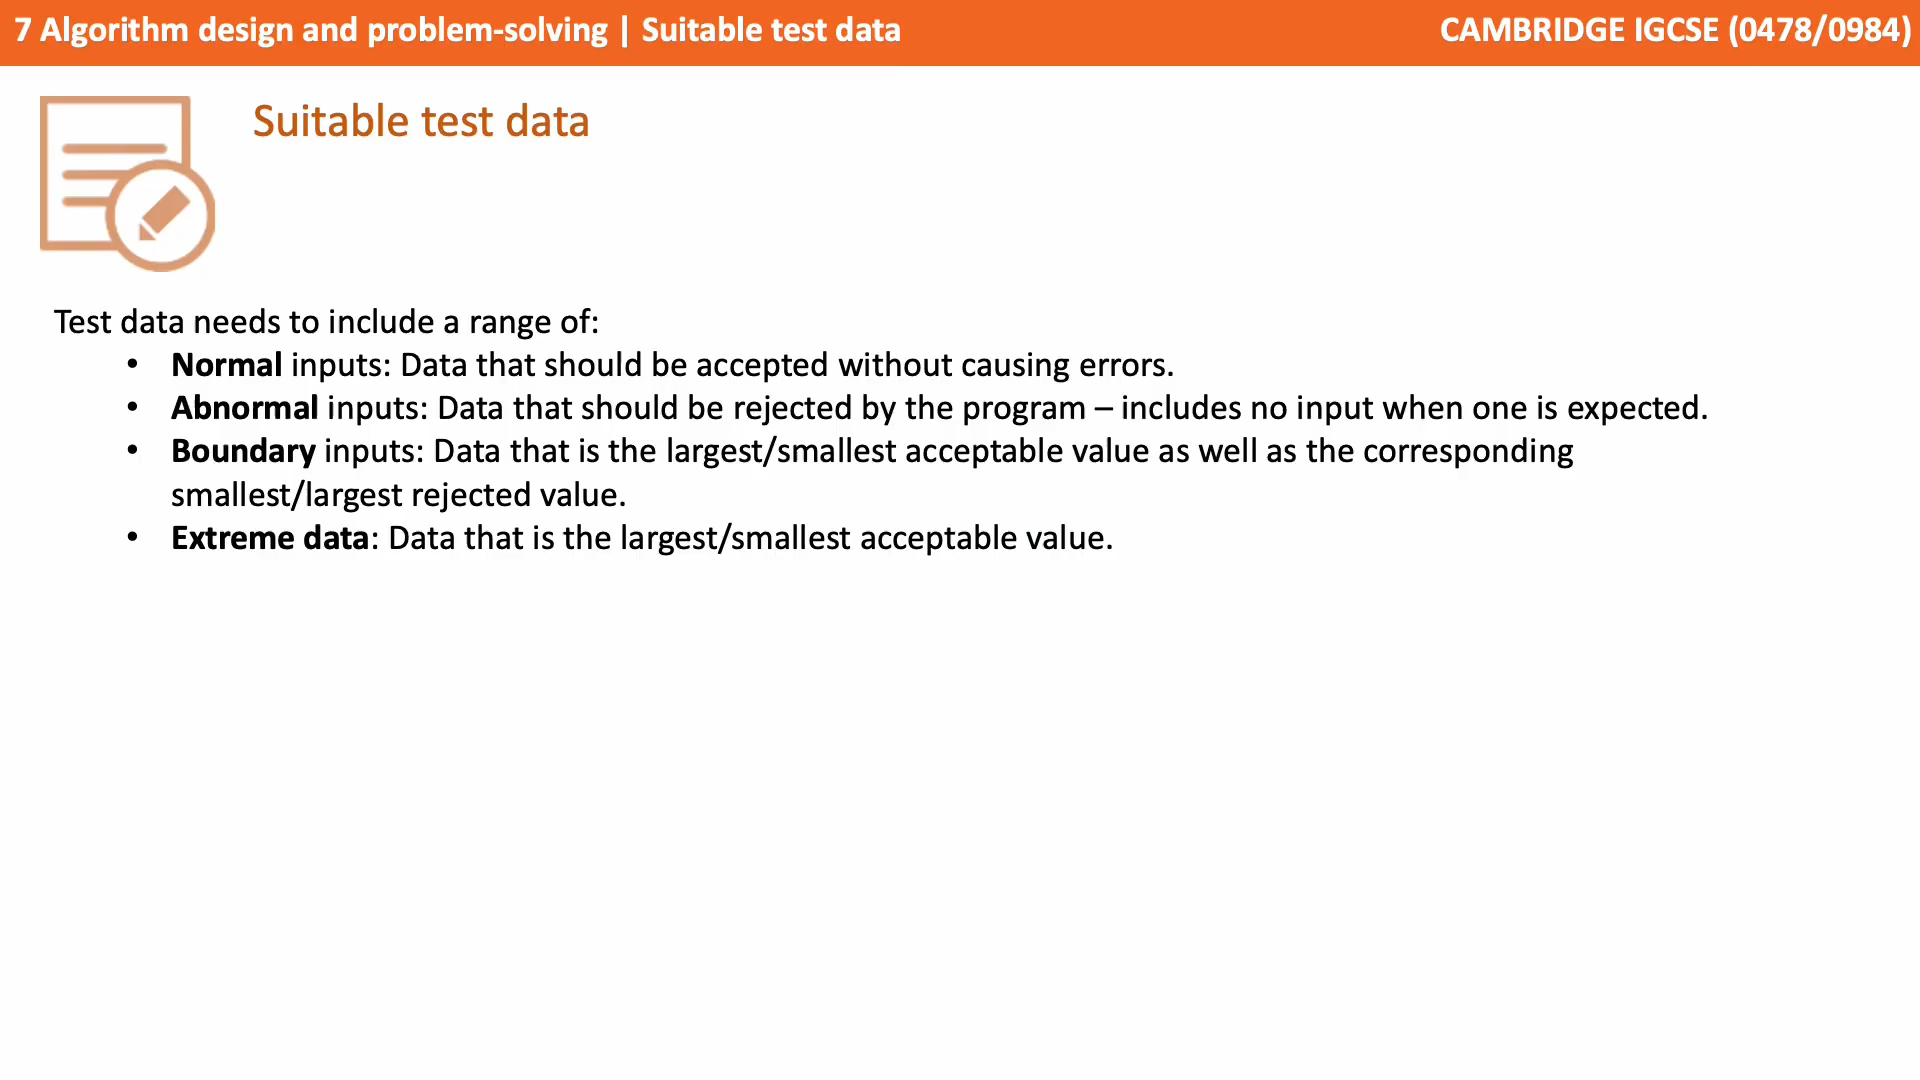 7 Algorithm design and problem-solving | Suitable test data
CAMBRIDGE IGCSE (0478/0984)
Suitable test data
Test data needs to include a range of:
• Normal inputs: Data that should be accepted without causing errors.
• Abnormal inputs: Data that should be rejected by the program – includes no input when one is expected.
• Boundary inputs: Data that is the largest/smallest acceptable value as well as the corresponding
smallest/largest rejected value.
• Extreme data: Data that is the largest/smallest acceptable value.